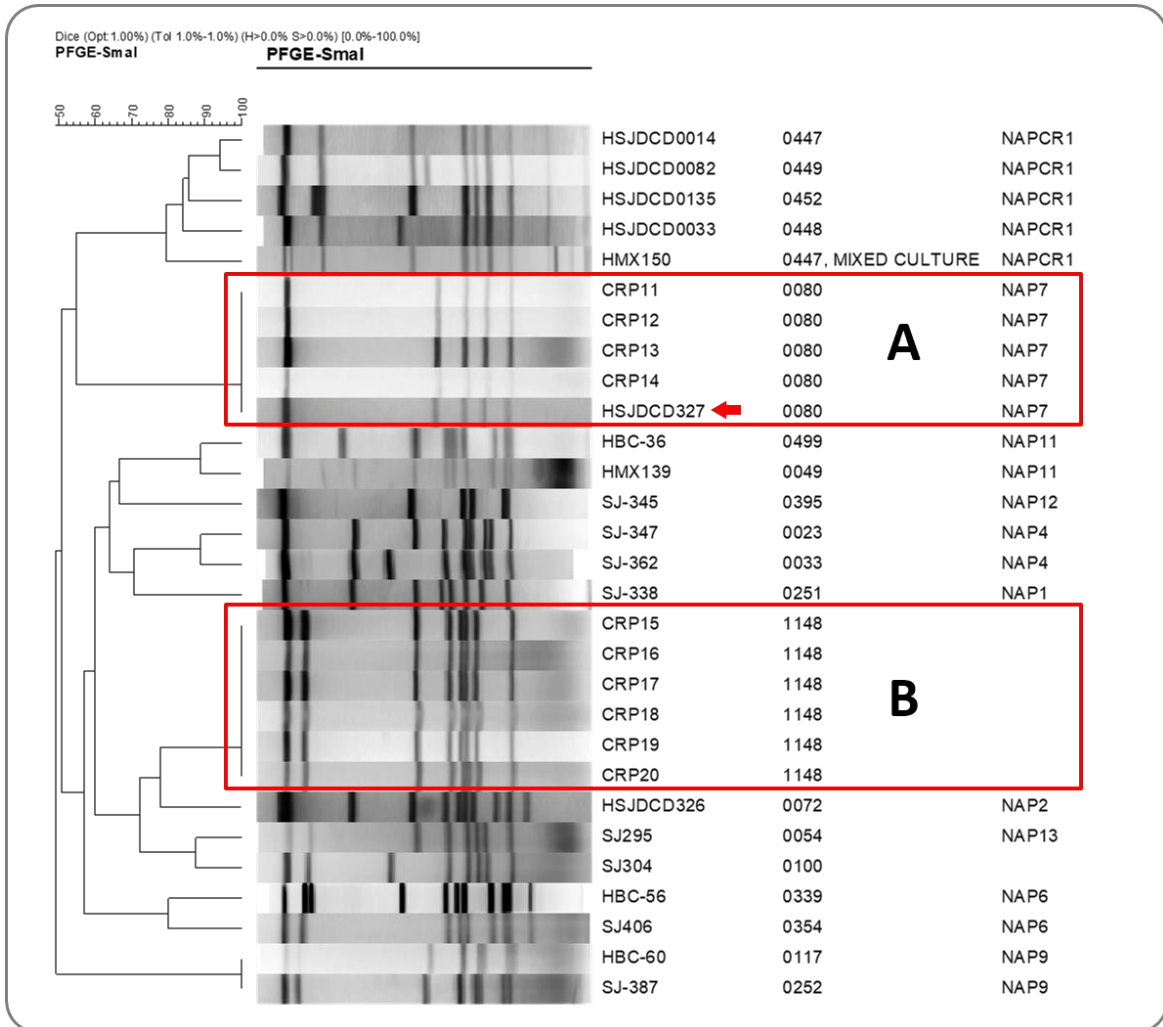 Dice (Opt:1.00%) (Tol 1.0%-1.0%) (H>0.0% S>0.0%) [0.0%-100.0%]
PFGE-SmaI PFGE-SmaI
50 60 70 80 90 100
HSJDCD0014 0447 NAPCR1
HSJDCD0082 0449 NAPCR1
HSJDCD0135 0452 NAPCR1
HSJDCD0033 0448 NAPCR1
HMX150 0447, MIXED CULTURE NAPCR1
CRP11 0080 NAP7
CRP12 0080 NAP7
CRP13 0080 A NAP7
CRP14 0080 NAP7
HSJDCD327 0080 NAP7
HBC-36 0499 NAP11
HMX139 0049 NAP11
SJ-345 0395 NAP12
SJ-347 0023 NAP4
SJ-362 0033 NAP4
SJ-338 0251 NAP1
CRP15 1148
CRP16 1148
CRP17 1148 B
CRP18 1148
CRP19 1148
CRP20 1148
HSJDCD326 0072 NAP2
SJ295 0054 NAP13
SJ304 0100
HBC-56 0339 NAP6
SJ406 0354 NAP6
HBC-60 0117 NAP9
SJ-387 0252 NAP9